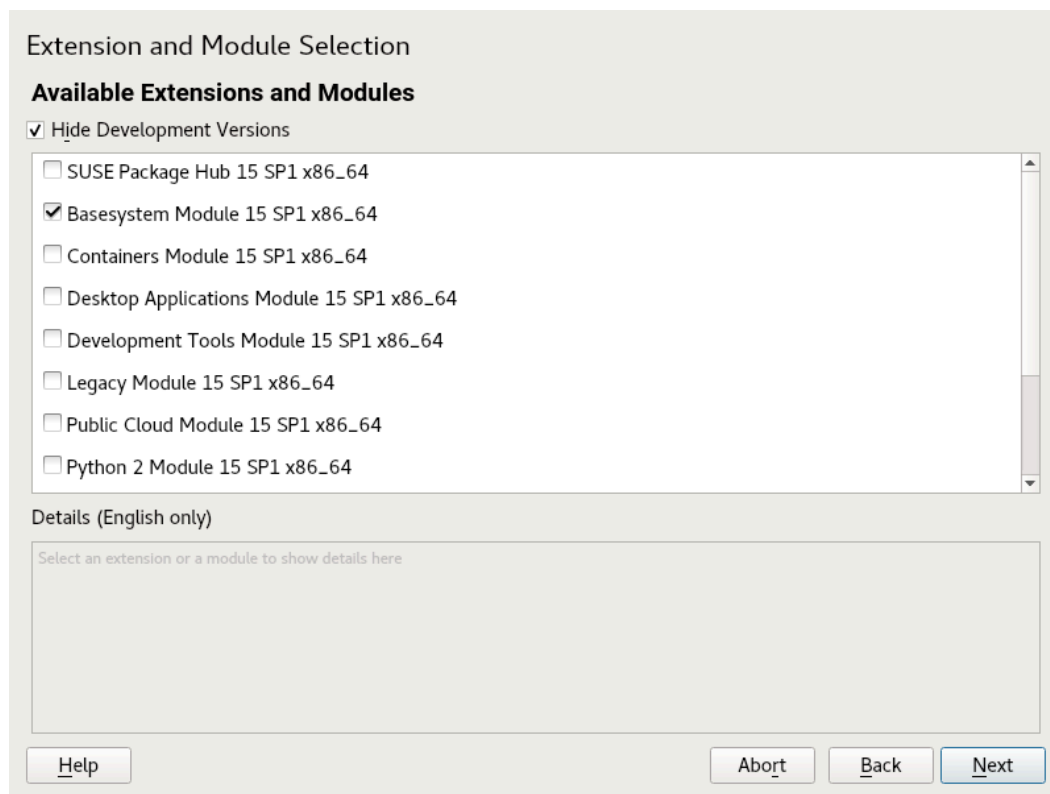 Extension and Module Selection
Available Extensions and Modules
Hide Development Versions
SUSE Package Hub 15 SP1 x86_64
Basesystem Module 15 SP1 x86_64
Containers Module 15 SP1 x86_64
Desktop Applications Module 15 SP1 x86_64
Development Tools Module 15 SP1 x86_64
Legacy Module 15 SP1 x86_64
Public Cloud Module 15 SP1 x86_64
Python 2 Module 15 SP1 x86_64
Details (English only)
Select an extension or a module to show details here
Help Abort Back Next